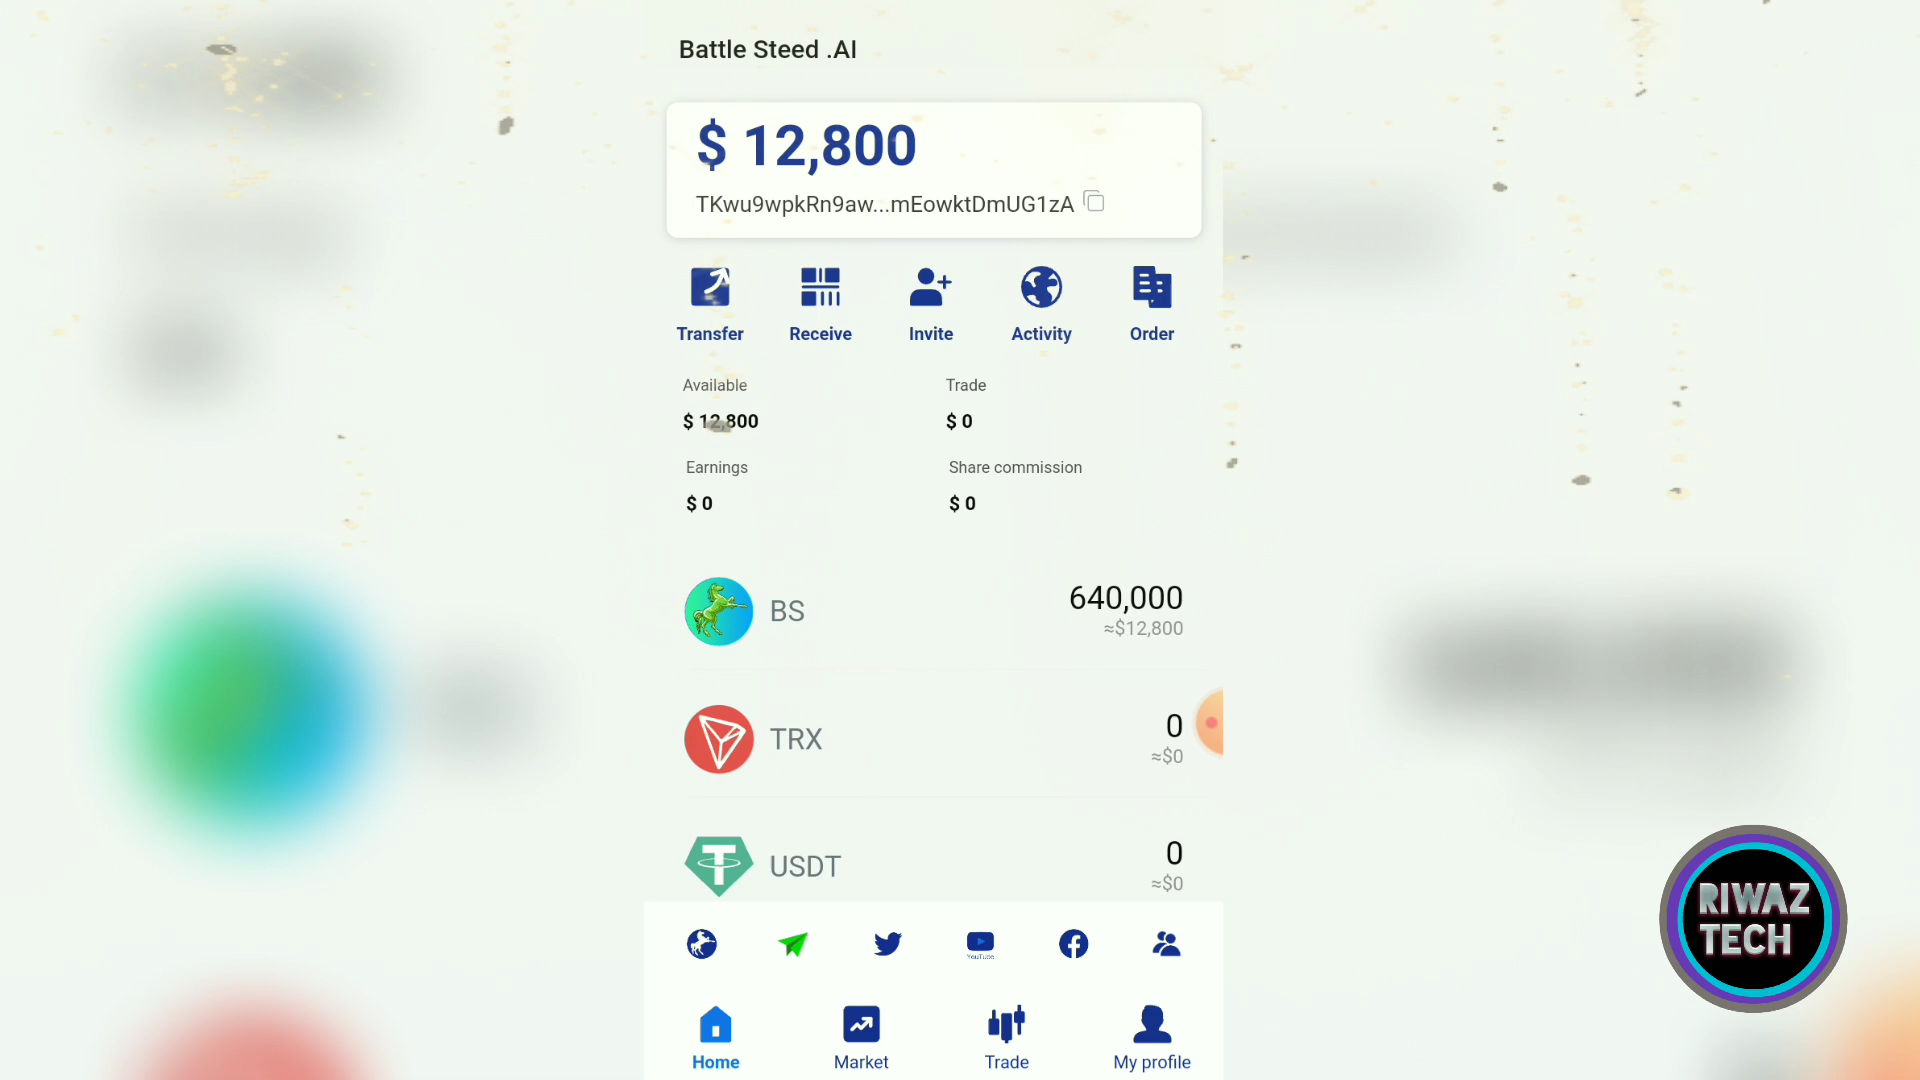 Battle Steed .AI
$ 12,800
TKwu9wpkRn9aw...mEowktDmUG1zA
Transfer
Receive
Invite
Activity
Order
Available
Trade
$ 12,800
$ 0
Earnings
Share commission
$ 0
$ 0
BS
640,000
≈$12,800
TRX
0
≈$0
USDT
0
≈$0
YouTube
Home
Market
Trade
My profile
RIWAZ
TECH